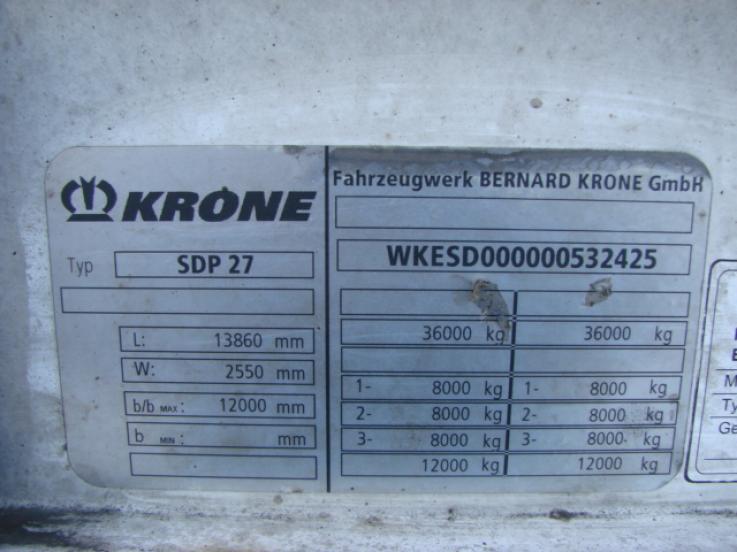 KRONE
Typ SDP 27
L: 13860 mm
W: 2550 mm
b/b MAX: 12000 mm
b MIN: mm
Fahrzeugwerk BERNARD KRONE GmbH
WKESD000000532425
36000 kg 36000 kg
1- 8000 kg 1- 8000 kg
2- 8000 kg 2- 8000 kg
3- 8000 kg 3- 8000 kg
12000 kg 12000 kg
Ty
Ge